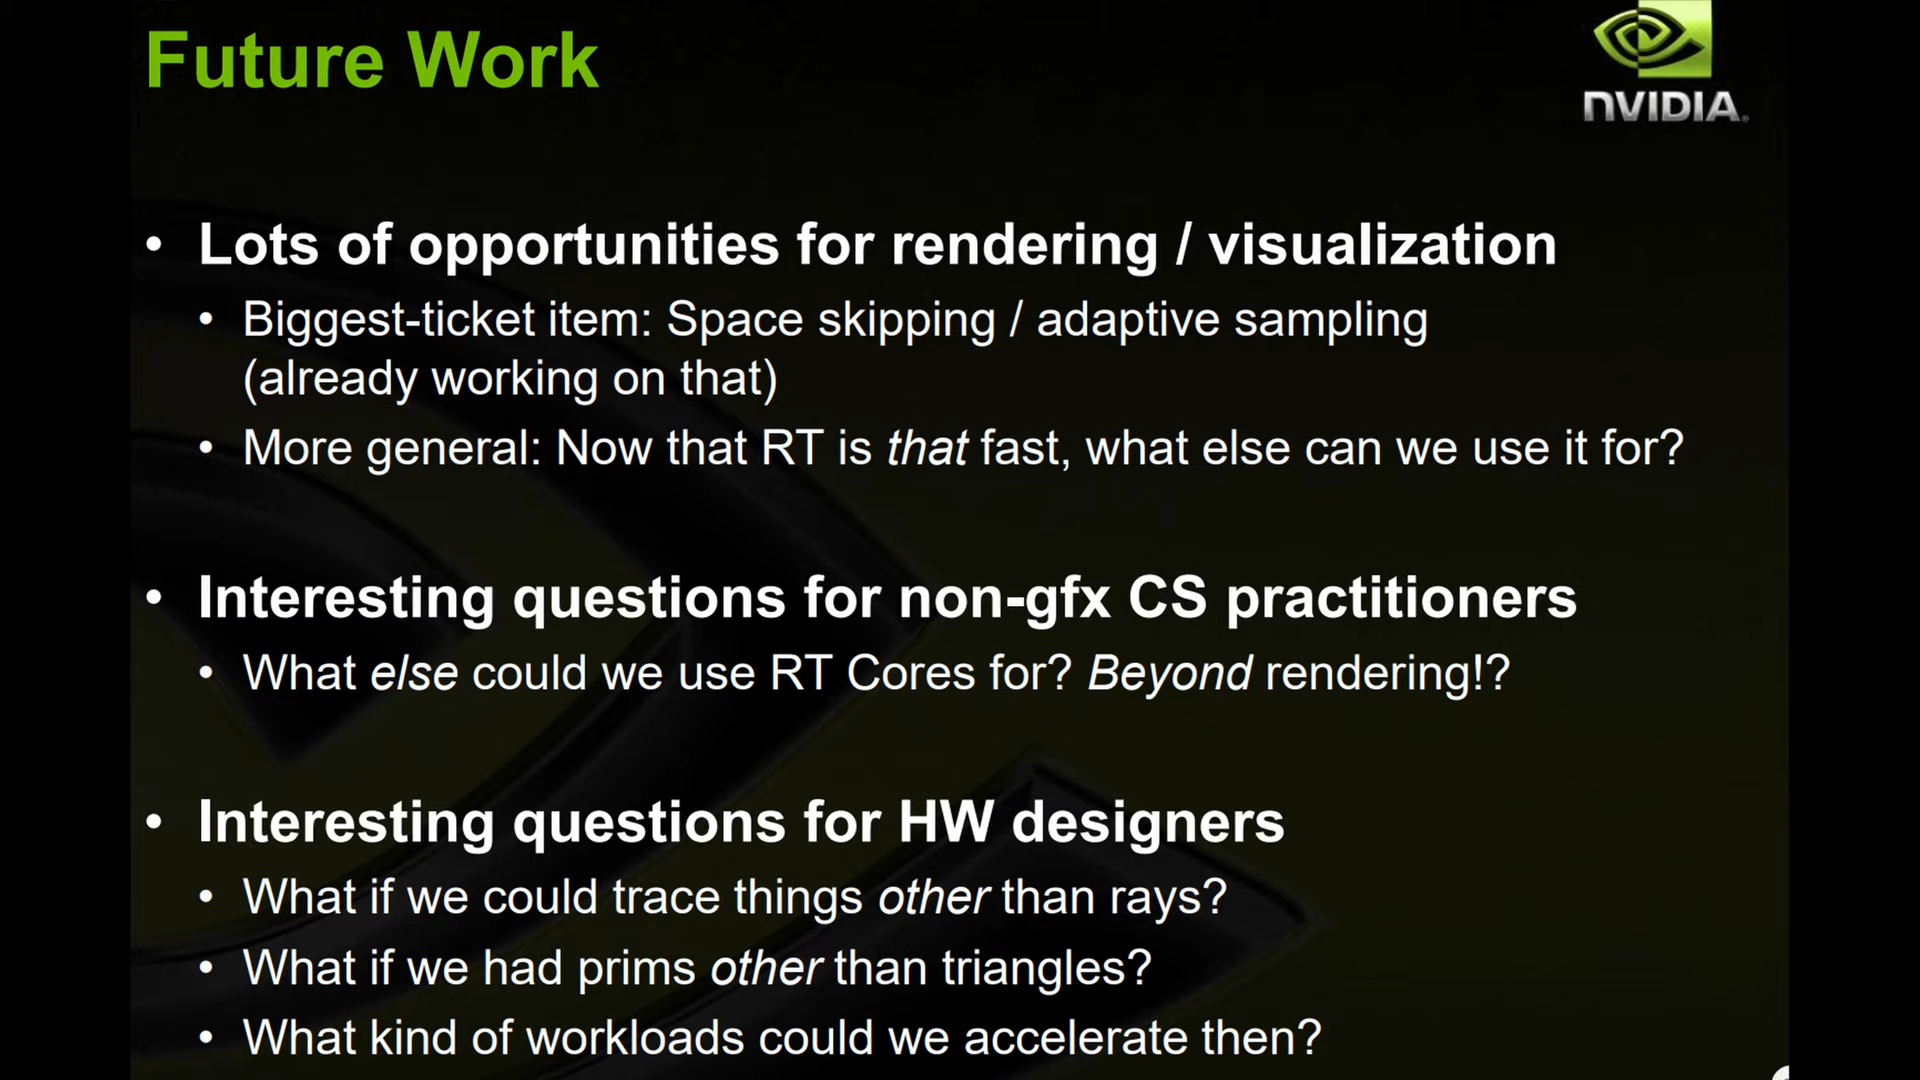 Future Work
NVIDIA.
• Lots of opportunities for rendering / visualization
• Biggest-ticket item: Space skipping / adaptive sampling
(already working on that)
• More general: Now that RT is that fast, what else can we use it for?
• Interesting questions for non-gfx CS practitioners
• What else could we use RT Cores for? Beyond rendering!?
• Interesting questions for HW designers
• What if we could trace things other than rays?
• What if we had prims other than triangles?
• What kind of workloads could we accelerate then?